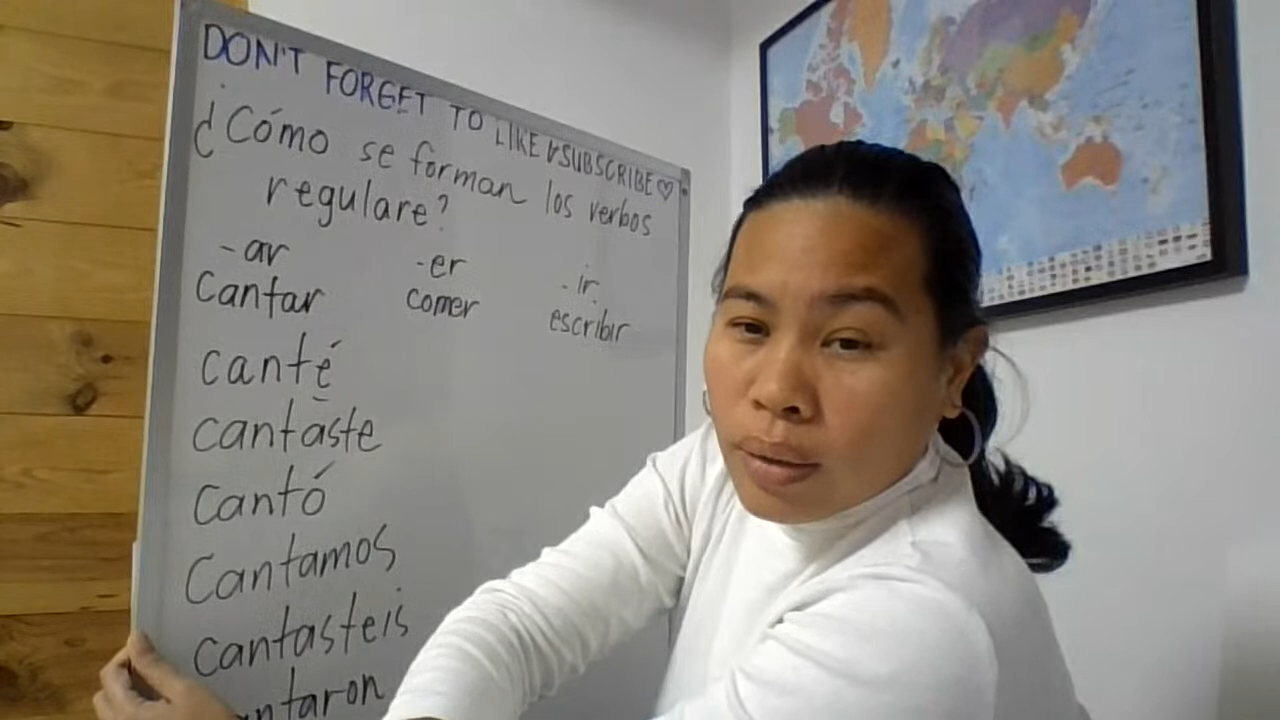 DON'T FORGET TO LIKE & SUBSCRIBE ♡
¿Cómo se forman los verbos
regulare?
-ar -er -ir
Cantar comer escribir
canté
cantaste
cantó
Cantamos
cantasteis
ntaron